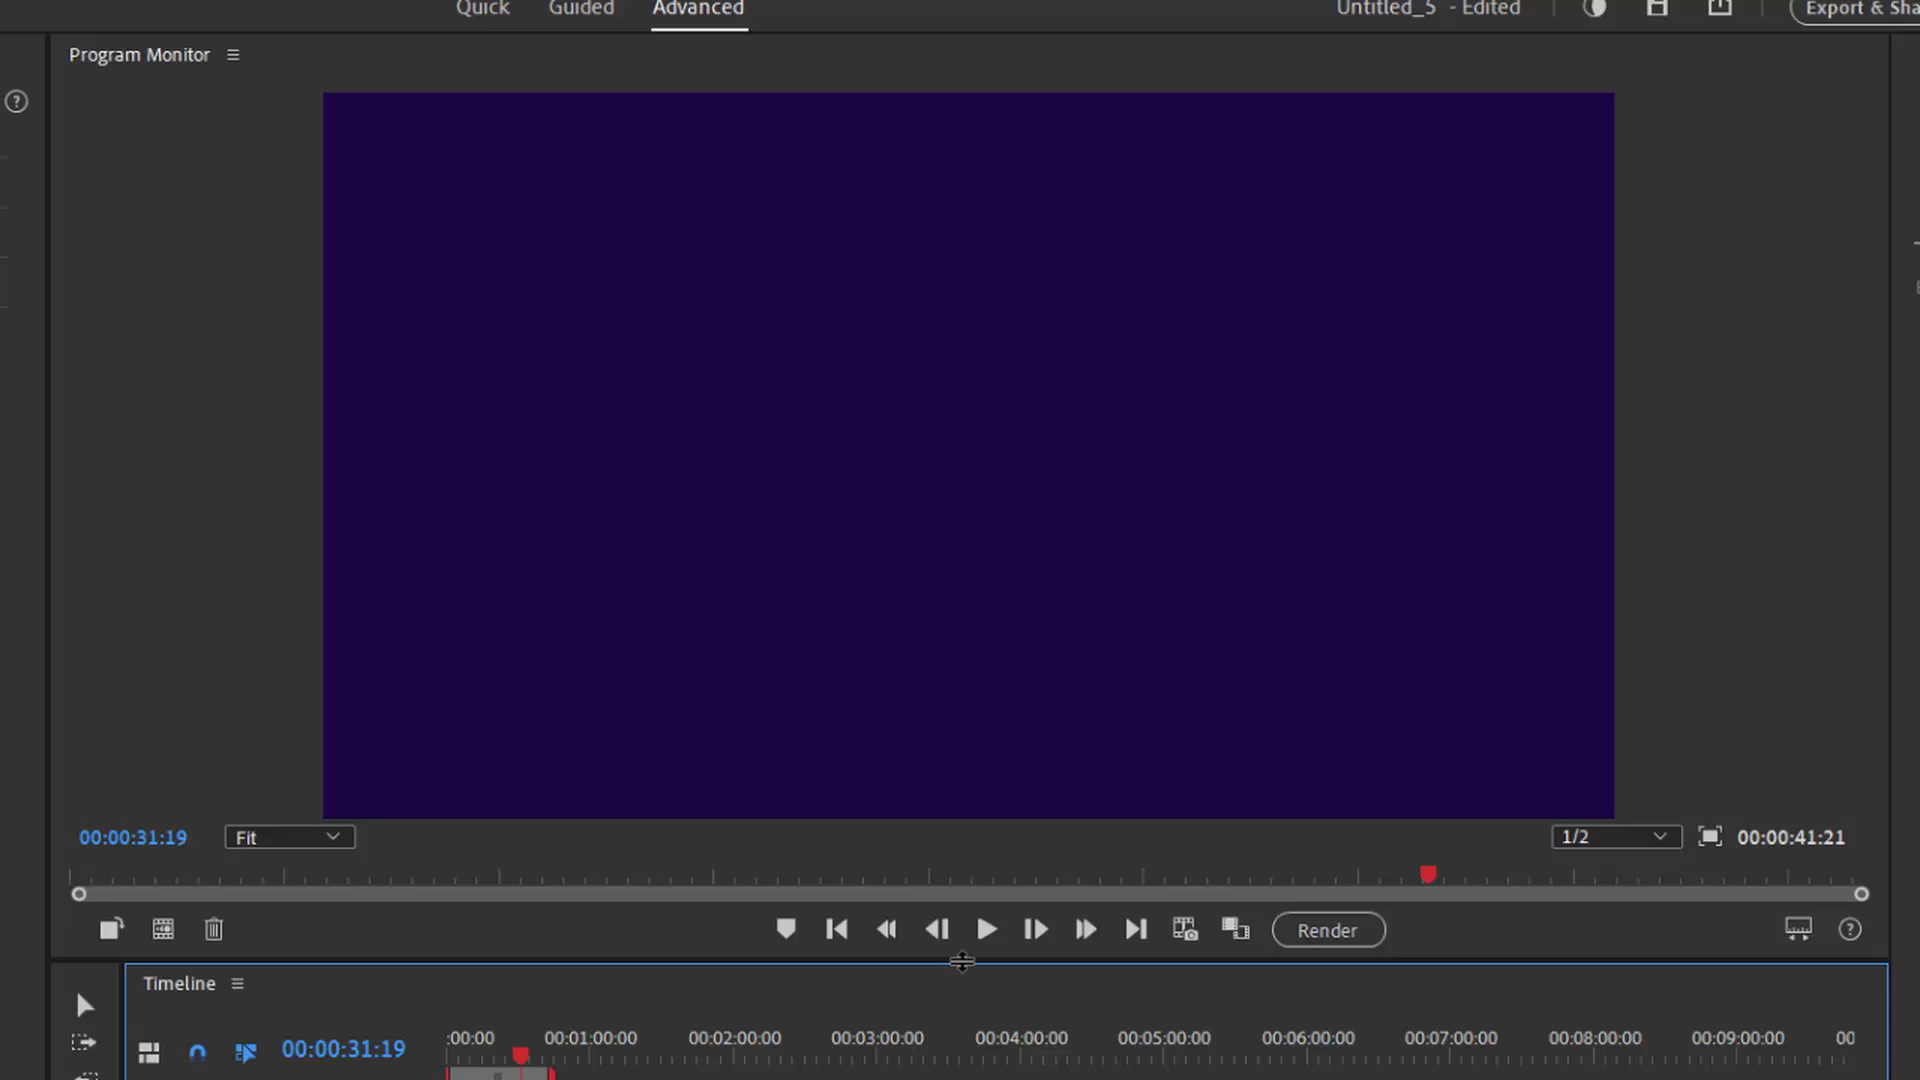 Quick Guided Advanced Untitled_5 - Edited Export & Sha
Program Monitor
00:00:31:19 Fit 1/2 00:00:41:21
Render
Timeline
00:00:31:19 :00:00 00:01:00:00 00:02:00:00 00:03:00:00 00:04:00:00 00:05:00:00 00:06:00:00 00:07:00:00 00:08:00:00 00:09:00:00 00